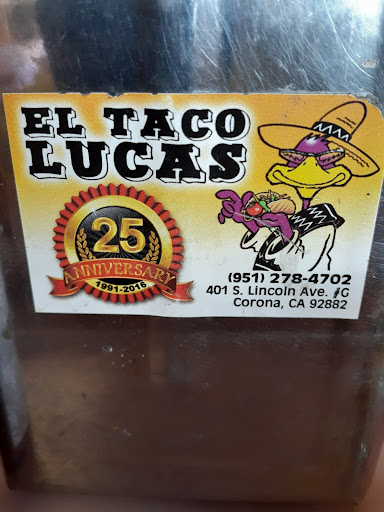 EL TACO
LUCAS
25
ANNIVERSARY
1991-2016
(951) 278-4702
401 S. Lincoln Ave. #G
Corona, CA 92882